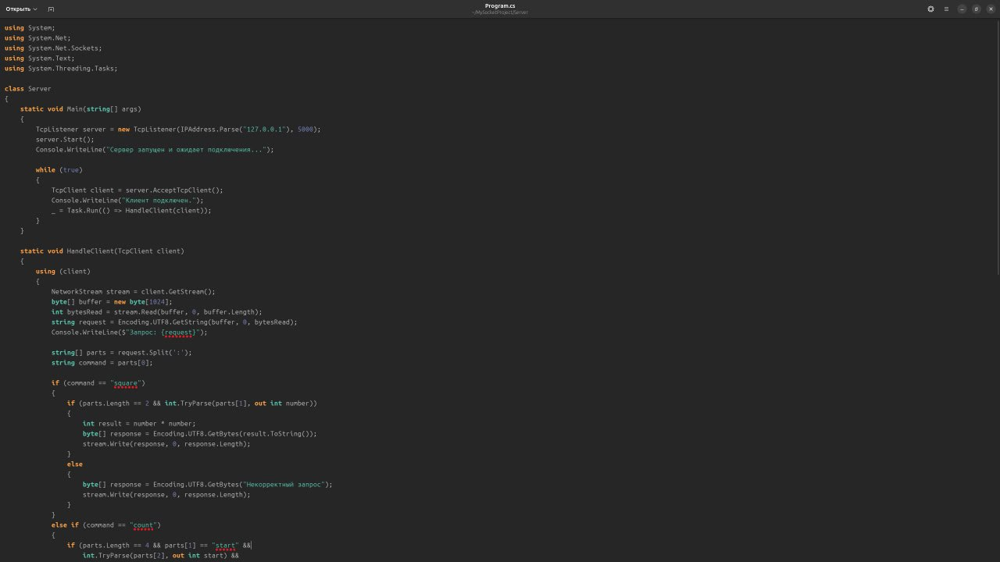 Открыть
Program.cs
~/MySocketProject/Server
using System;
using System.Net;
using System.Net.Sockets;
using System.Text;
using System.Threading.Tasks;
class Server
{
static void Main(string[] args)
{
TcpListener server = new TcpListener(IPAddress.Parse("127.0.0.1"), 5000);
server.Start();
Console.WriteLine("Сервер запущен и ожидает подключения...");
while (true)
{
TcpClient client = server.AcceptTcpClient();
Console.WriteLine("Клиент подключен.");
_ = Task.Run(() => HandleClient(client));
}
}
static void HandleClient(TcpClient client)
{
using (client)
{
NetworkStream stream = client.GetStream();
byte[] buffer = new byte[1024];
int bytesRead = stream.Read(buffer, 0, buffer.Length);
string request = Encoding.UTF8.GetString(buffer, 0, bytesRead);
Console.WriteLine($"Запрос: {request}");
string[] parts = request.Split(':');
string command = parts[0];
if (command == "square")
{
if (parts.Length == 2 && int.TryParse(parts[1], out int number))
{
int result = number * number;
byte[] response = Encoding.UTF8.GetBytes(result.ToString());
stream.Write(response, 0, response.Length);
}
else
{
byte[] response = Encoding.UTF8.GetBytes("Некорректный запрос");
stream.Write(response, 0, response.Length);
}
}
else if (command == "count")
{
if (parts.Length == 4 && parts[1] == "start" &&
int.TryParse(parts[2], out int start) &&